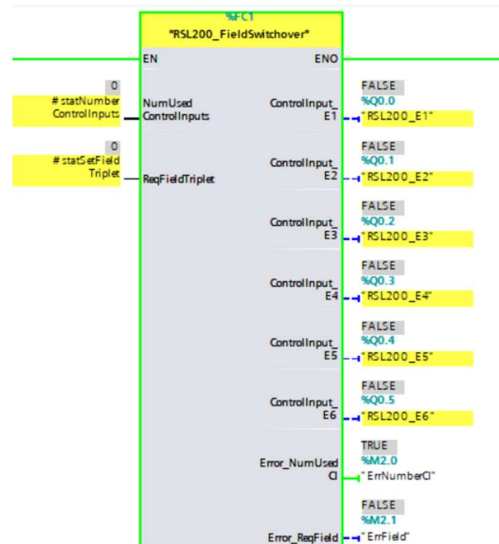 %FC1
"RSL200_FieldSwitchover"
EN ENO
0
#statNumber
ControlInputs
NumUsed
ControlInputs
ControlInput_
E1
FALSE
%Q0.0
"RSL200_E1"
0
#statSetField
Triplet
ReqFieldTriplet
ControlInput_
E2
FALSE
%Q0.1
"RSL200_E2"
ControlInput_
E3
FALSE
%Q0.2
"RSL200_E3"
ControlInput_
E4
FALSE
%Q0.3
"RSL200_E4"
ControlInput_
E5
FALSE
%Q0.4
"RSL200_E5"
ControlInput_
E6
FALSE
%Q0.5
"RSL200_E6"
Error_NumUsed
CI
TRUE
%M2.0
"ErrNumberCI"
Error_ReqField
FALSE
%M2.1
"ErrField"